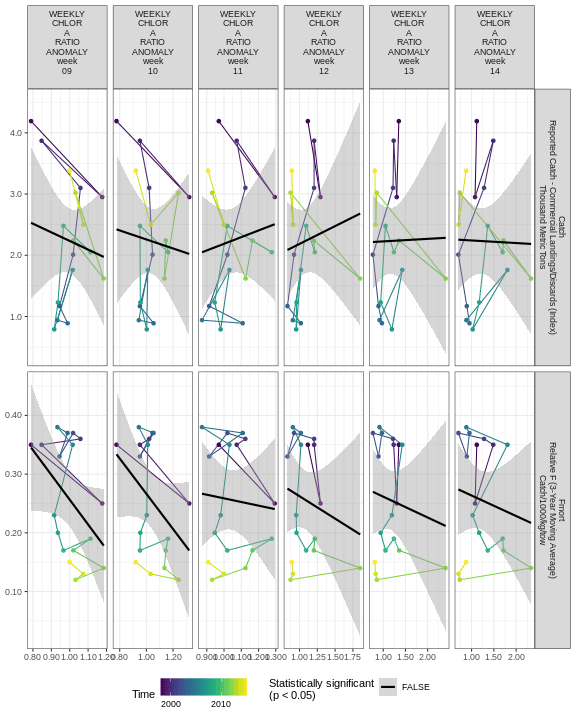 WEEKLY
CHLOR
A
RATIO
ANOMALY
week
09
WEEKLY
CHLOR
A
RATIO
ANOMALY
week
10
WEEKLY
CHLOR
A
RATIO
ANOMALY
week
11
WEEKLY
CHLOR
A
RATIO
ANOMALY
week
12
WEEKLY
CHLOR
A
RATIO
ANOMALY
week
13
WEEKLY
CHLOR
A
RATIO
ANOMALY
week
14
4.0
3.0
2.0
1.0
Catch
Reported Catch - Commercial Landings/Discards (Index)
Thousand Metric Tons
0.40
0.30
0.20
0.10
Fmort
Relative F (3-Year Moving Average)
Catch/1000/kg/tow
0.80 0.90 1.00 1.10 1.20
0.80 1.00 1.20
0.900 1.000 1.100 1.200 1.300
1.00 1.25 1.50 1.75
1.00 1.50 2.00
1.00 1.50 2.00
Time
2000 2010
Statistically significant
(p < 0.05)
FALSE